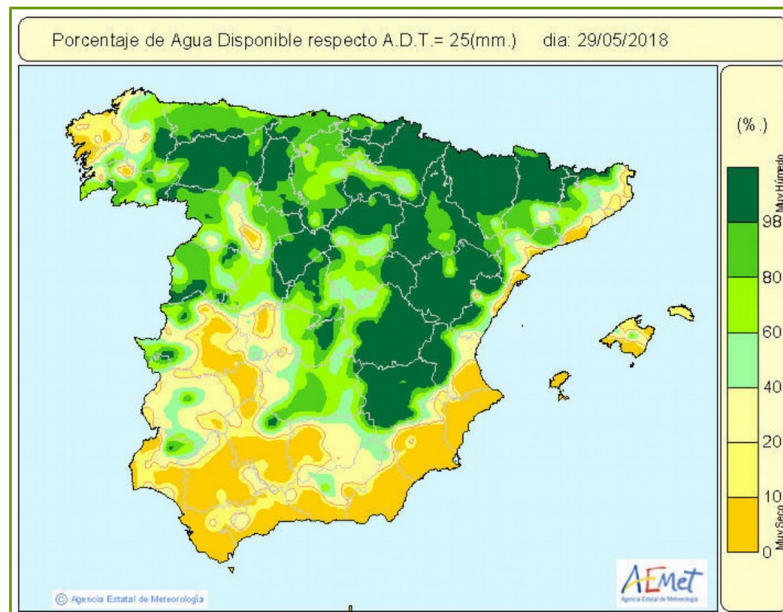 Porcentaje de Agua Disponible respecto A.D.T.= 25(mm.) dia: 29/05/2018
(%.)
Muy Húmedo
98
80
60
40
20
10
0
Muy Seco
© Agencia Estatal de Meteorología
AEMet
Agencia Estatal de Meteorología